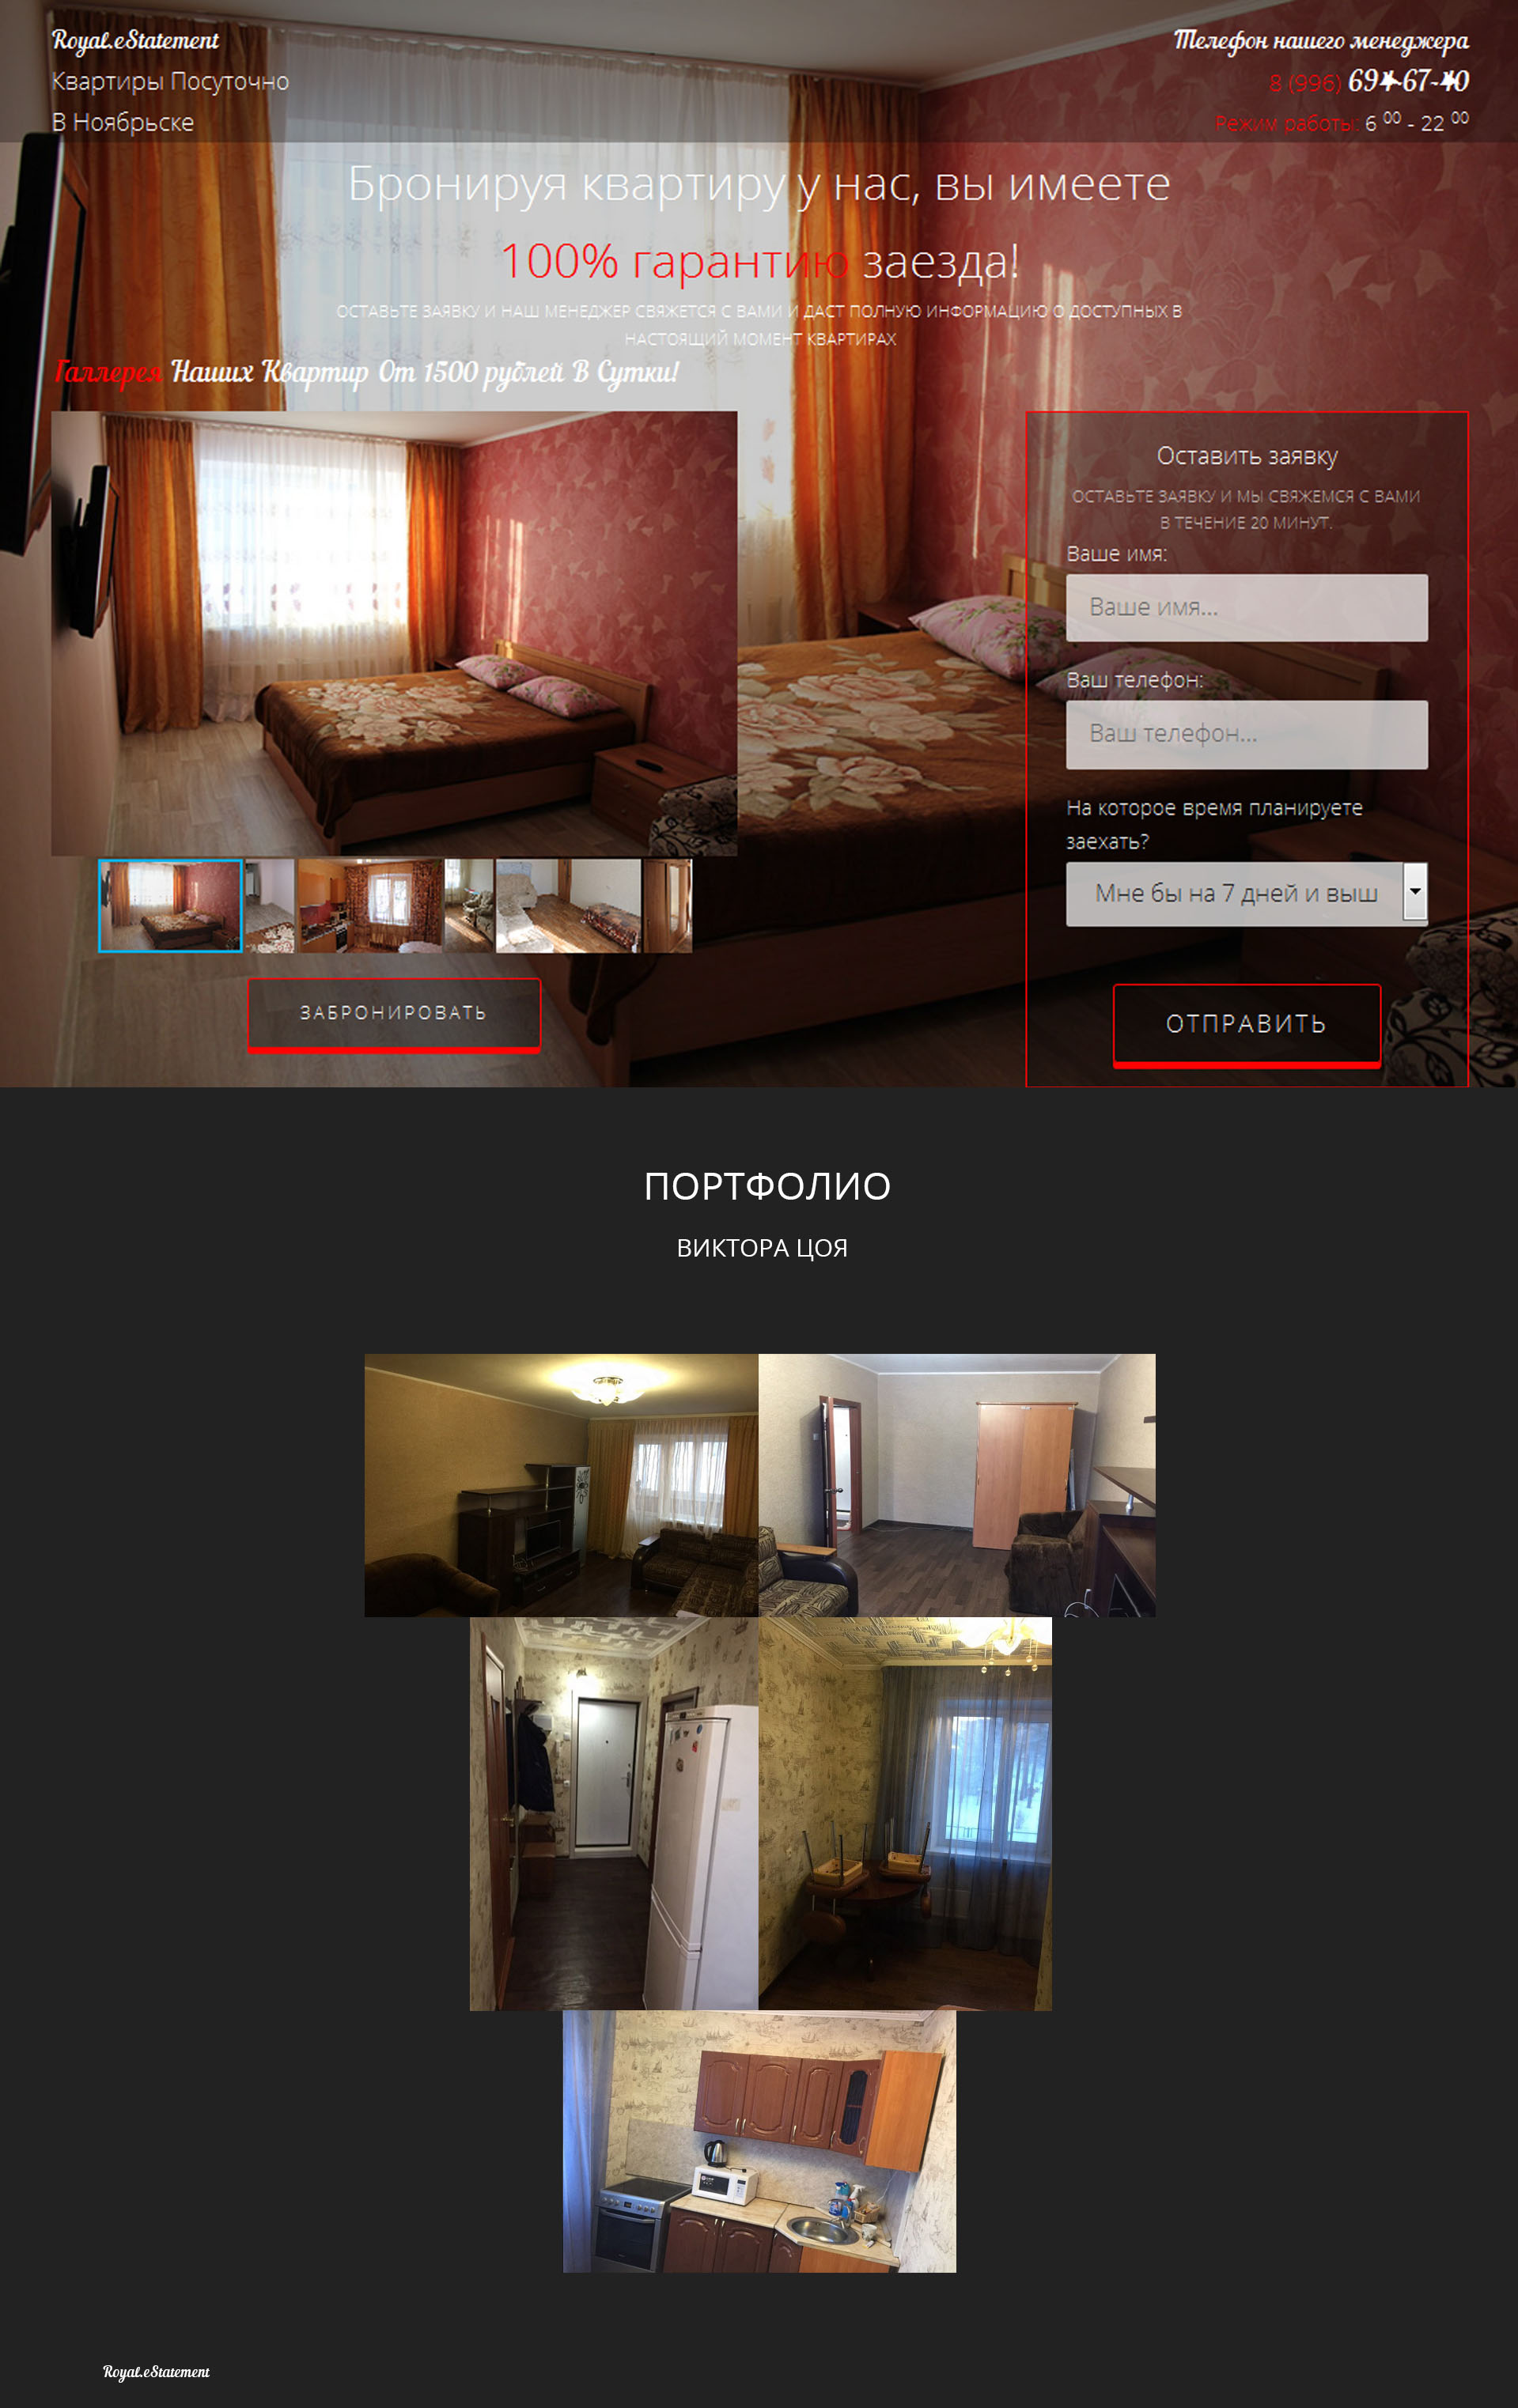 Royal.eStatement
Квартиры Посуточно
В Ноябрьске
Телефон нашего менеджера
8 (996)
Режим работы: 6 00 - 22 00
Бронируя квартиру у нас, вы имеете
100% гарантию заезда!
ОСТАВЬТЕ ЗАЯВКУ И НАШ МЕНЕДЖЕР СВЯЖЕТСЯ С ВАМИ И ДАСТ ПОЛНУЮ ИНФОРМАЦИЮ О ДОСТУПНЫХ В
НАСТОЯЩИЙ МОМЕНТ КВАРТИРАХ
Галлерея Наших Квартир От 1500 рублей В Сутки!
ЗАБРОНИРОВАТЬ
Оставить заявку
ОСТАВЬТЕ ЗАЯВКУ И МЫ СВЯЖЕМСЯ С ВАМИ
В ТЕЧЕНИЕ 20 МИНУТ.
Ваше имя:
Ваше имя...
Ваш телефон:
Ваш телефон...
На которое время планируете
заехать?
Мне бы на 7 дней и выш
ОТПРАВИТЬ
ПОРТФОЛИО
ВИКТОРА ЦОЯ
Royal.eStatement